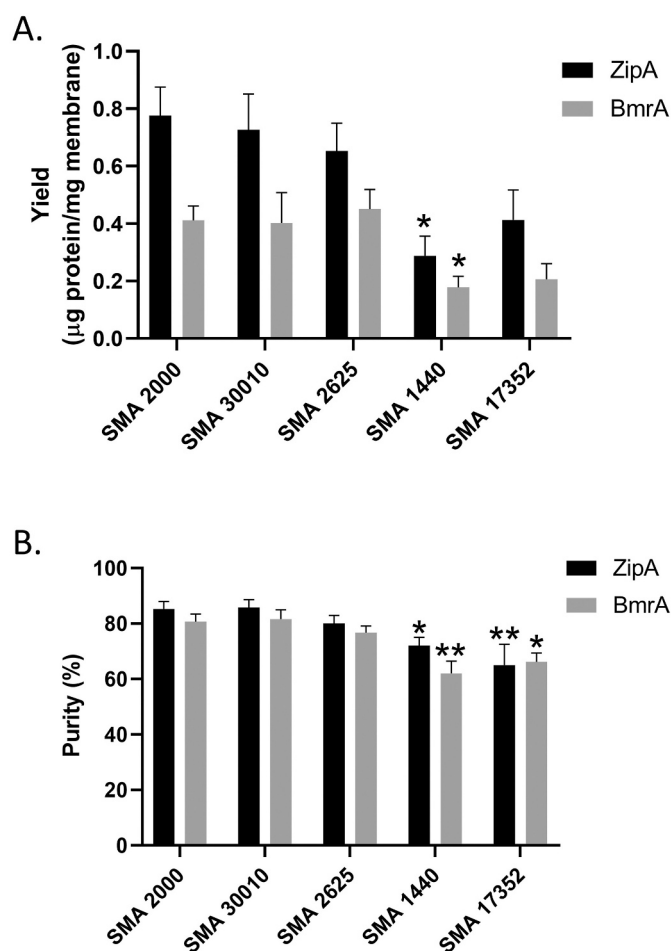 A.
Yield
(µg protein/mg membrane)
1.0
0.8
0.6
0.4
0.2
0.0
* * 
ZipA
BmrA
SMA 2000
SMA 30010
SMA 2625
SMA 1440
SMA 17352
B.
Purity (%)
100
80
60
40
20
0
* ** ** *
ZipA
BmrA
SMA 2000
SMA 30010
SMA 2625
SMA 1440
SMA 17352